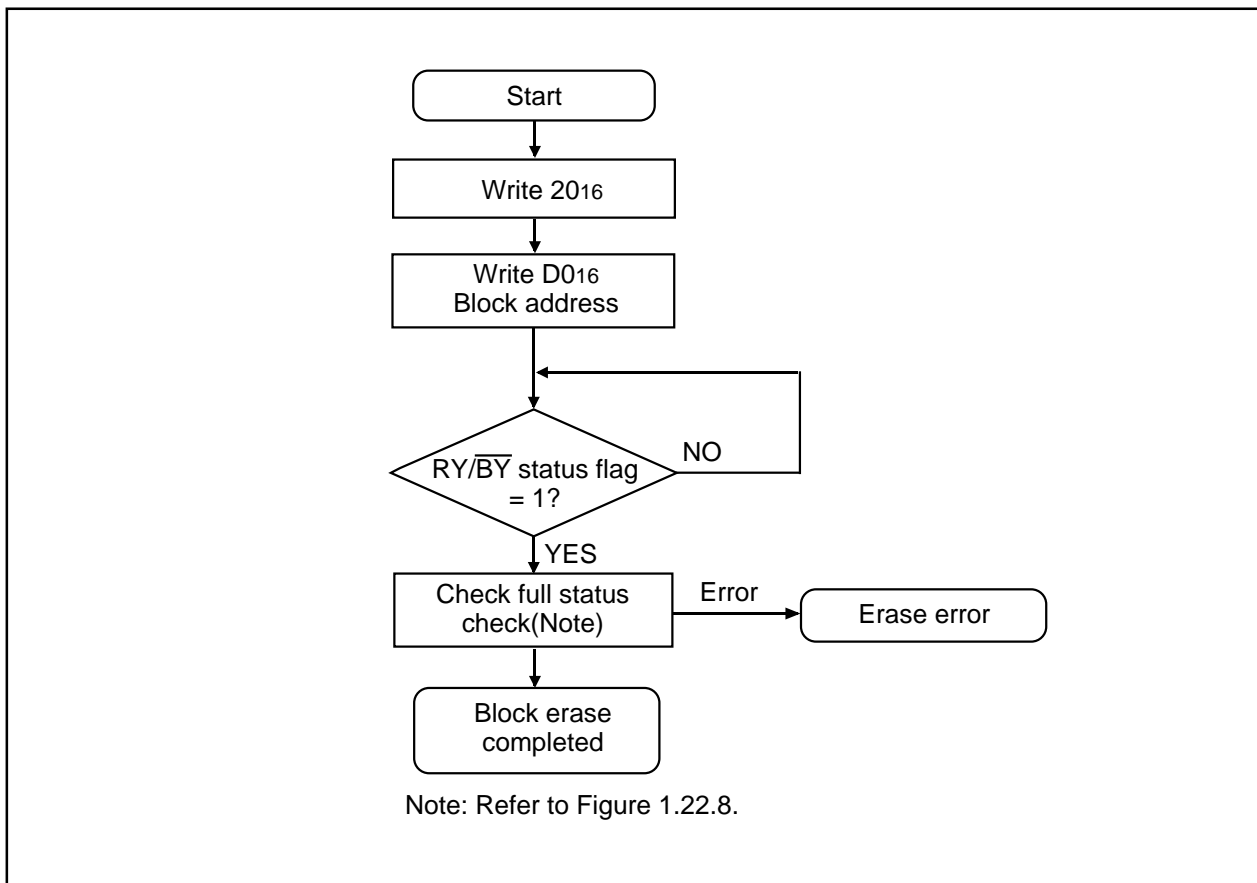 Start
Write 2016
Write D016
Block address
NO
RY/B̅Y̅ status flag
= 1?
YES
Check full status
check(Note)
Error
Erase error
Block erase
completed
Note: Refer to Figure 1.22.8.